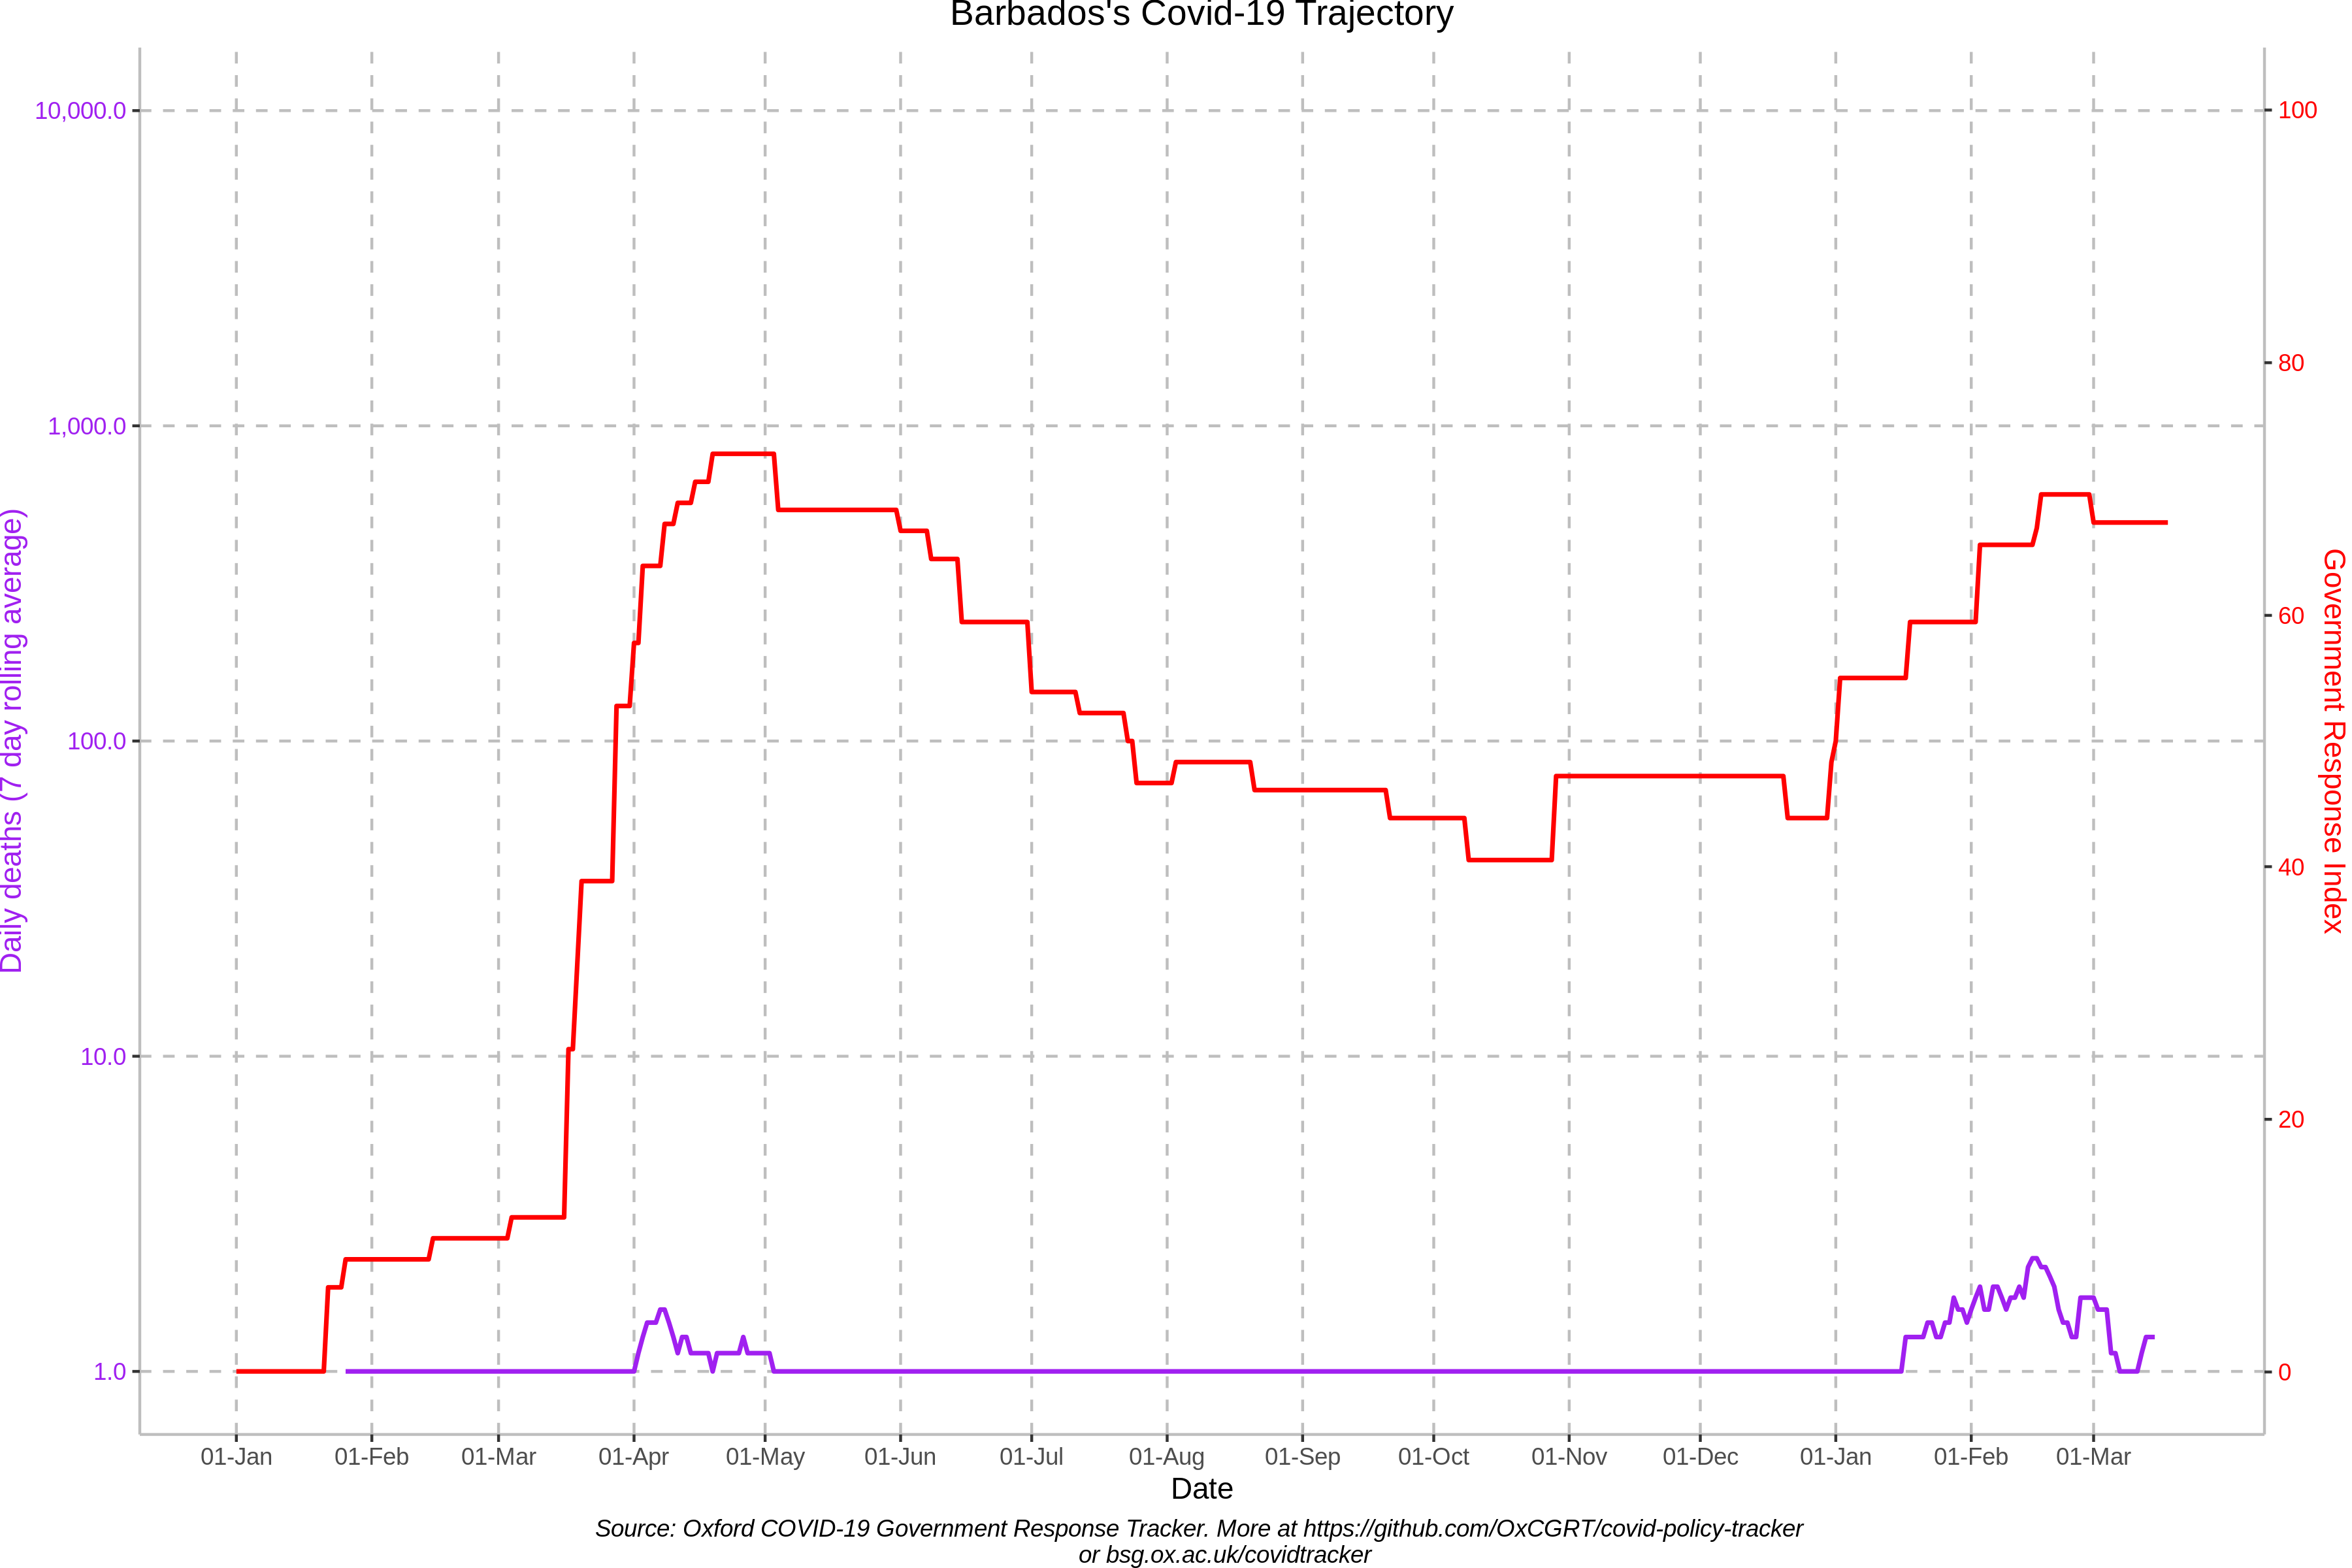 Barbados's Covid-19 Trajectory
Daily deaths (7 day rolling average)
10,000.0
1,000.0
100.0
10.0
1.0
100
80
60
40
20
0
Government Response Index
01-Jan 01-Feb 01-Mar 01-Apr 01-May 01-Jun 01-Jul 01-Aug 01-Sep 01-Oct 01-Nov 01-Dec 01-Jan 01-Feb 01-Mar
Date
Source: Oxford COVID-19 Government Response Tracker. More at https://github.com/OxCGRT/covid-policy-tracker
or bsg.ox.ac.uk/covidtracker